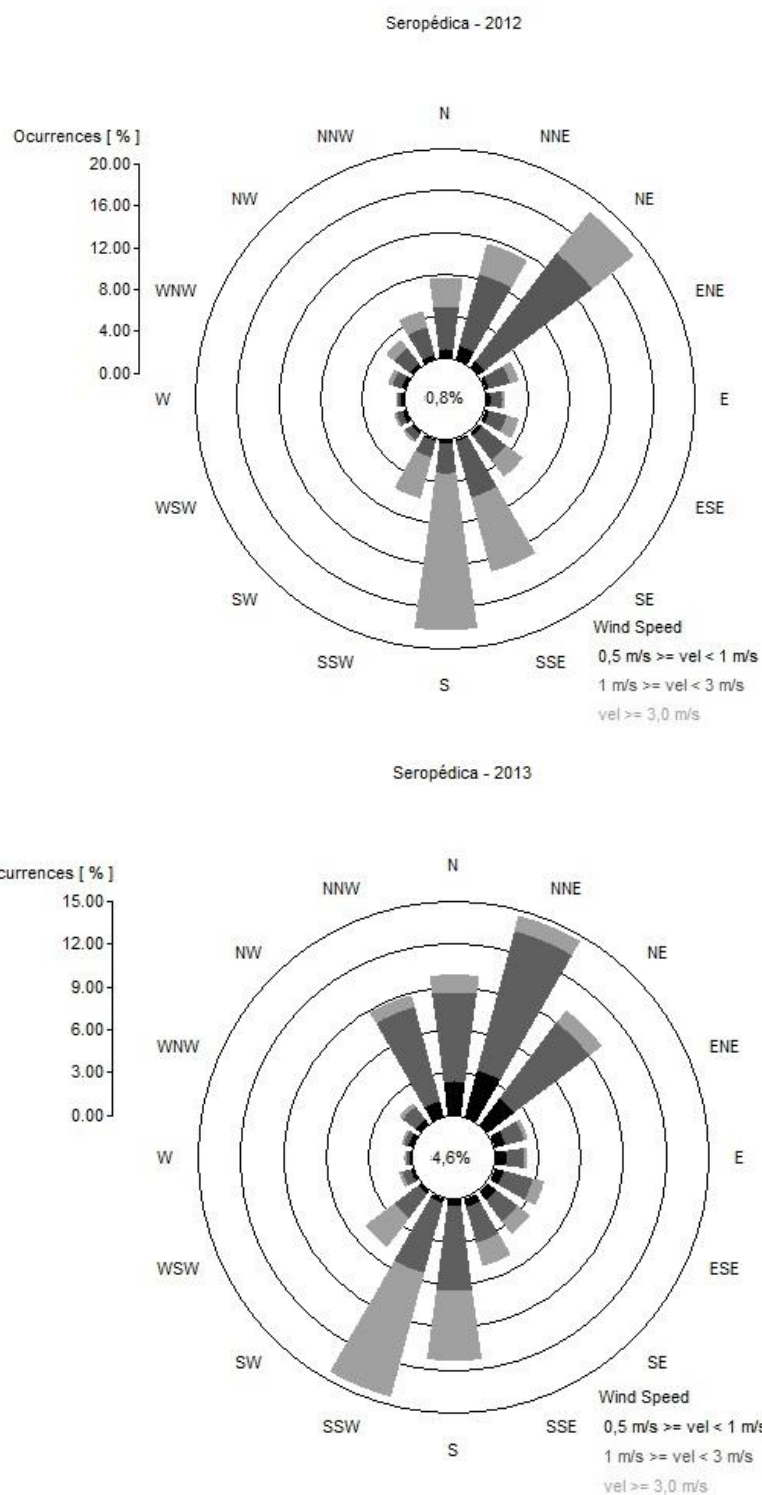 Seropédica - 2012
Ocurrences [ % ]
20.00
16.00
12.00
8.00
4.00
0.00
N
NNE
NE
ENE
E
ESE
SE
SSE
S
SSW
SW
WSW
W
WNW
NW
NNW
0,8%
Wind Speed
0,5 m/s >= vel < 1 m/s
1 m/s >= vel < 3 m/s
vel >= 3,0 m/s
Seropédica - 2013
currences [ % ]
15.00
12.00
9.00
6.00
3.00
0.00
N
NNE
NE
ENE
E
ESE
SE
SSE
S
SSW
SW
WSW
W
WNW
NW
NNW
4,6%
Wind Speed
0,5 m/s >= vel < 1 m/s
1 m/s >= vel < 3 m/s
vel >= 3,0 m/s